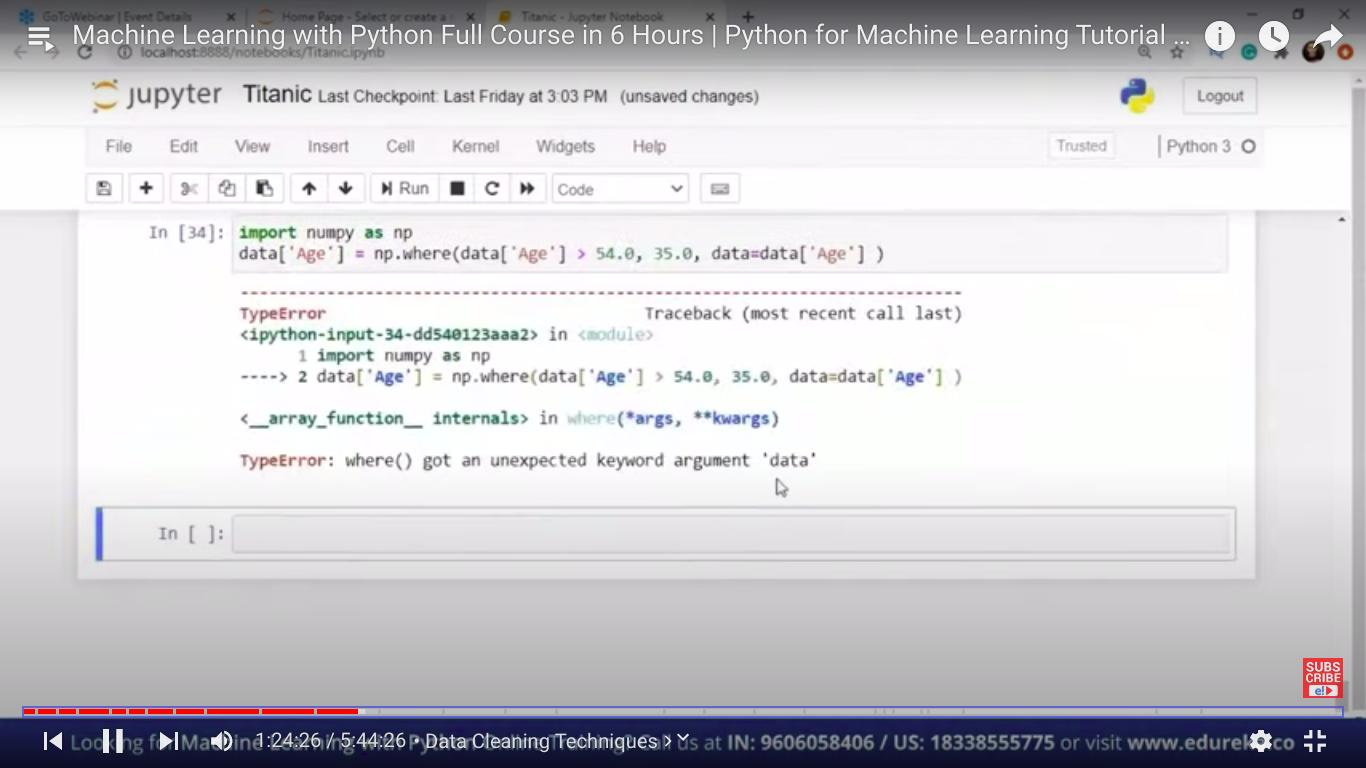 GoToWebinar | Event Details
Home Page - Select or create a
Titanic - Jupyter Notebook
Machine Learning with Python Full Course in 6 Hours | Python for Machine Learning Tutorial ...
localhost:8888/notebooks/Titanic.ipynb
jupyter Titanic Last Checkpoint: Last Friday at 3:03 PM (unsaved changes)
Logout
File Edit View Insert Cell Kernel Widgets Help
Trusted
Python 3
Run
Code
In [34]: import numpy as np
data['Age'] = np.where(data['Age'] > 54.0, 35.0, data=data['Age'] )
---------------------------------------------------------------------------
TypeError Traceback (most recent call last)
<ipython-input-34-dd540123aaa2> in <module>
1 import numpy as np
----> 2 data['Age'] = np.where(data['Age'] > 54.0, 35.0, data=data['Age'] )
<__array_function__ internals> in where(*args, **kwargs)
TypeError: where() got an unexpected keyword argument 'data'
In [ ]:
SUBS
CRIBE
e!
1:24:26 / 5:44:26 • Data Cleaning Techniques
Looking for Machine Learning with Python
us at IN: 9606058406 / US: 18338555775 or visit www.edureka.co